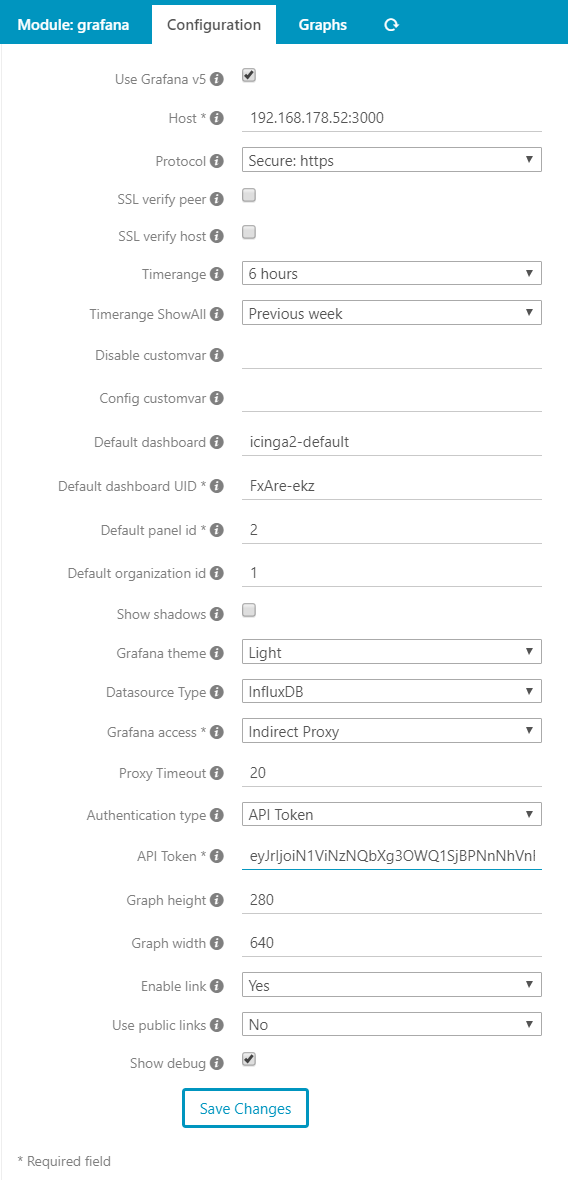 Module: grafana Configuration Graphs
Use Grafana v5
Host * 192.168.178.52:3000
Protocol Secure: https
SSL verify peer
SSL verify host
Timerange 6 hours
Timerange ShowAll Previous week
Disable customvar
Config customvar
Default dashboard icinga2-default
Default dashboard UID * FxAre-ekz
Default panel id * 2
Default organization id 1
Show shadows
Grafana theme Light
Datasource Type InfluxDB
Grafana access * Indirect Proxy
Proxy Timeout 20
Authentication type API Token
API Token *
Graph height 280
Graph width 640
Enable link Yes
Use public links No
Show debug
Save Changes
* Required field